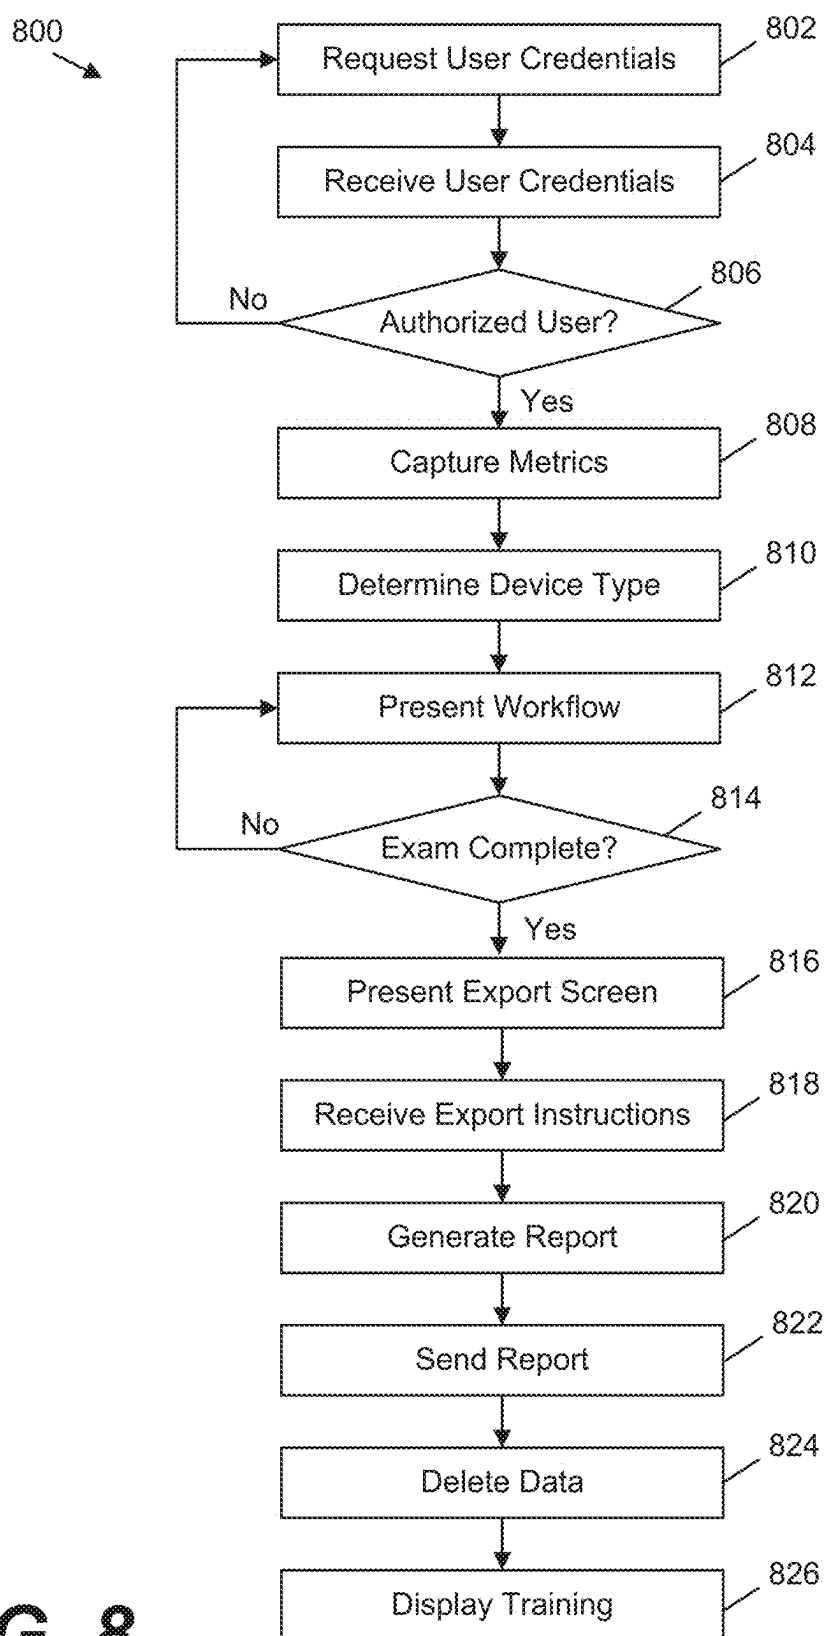 800
802
Request User Credentials
804
Receive User Credentials
806
Authorized User?
No
Yes
808
Capture Metrics
810
Determine Device Type
812
Present Workflow
814
Exam Complete?
No
Yes
816
Present Export Screen
818
Receive Export Instructions
820
Generate Report
822
Send Report
824
Delete Data
826
Display Training
G. 8